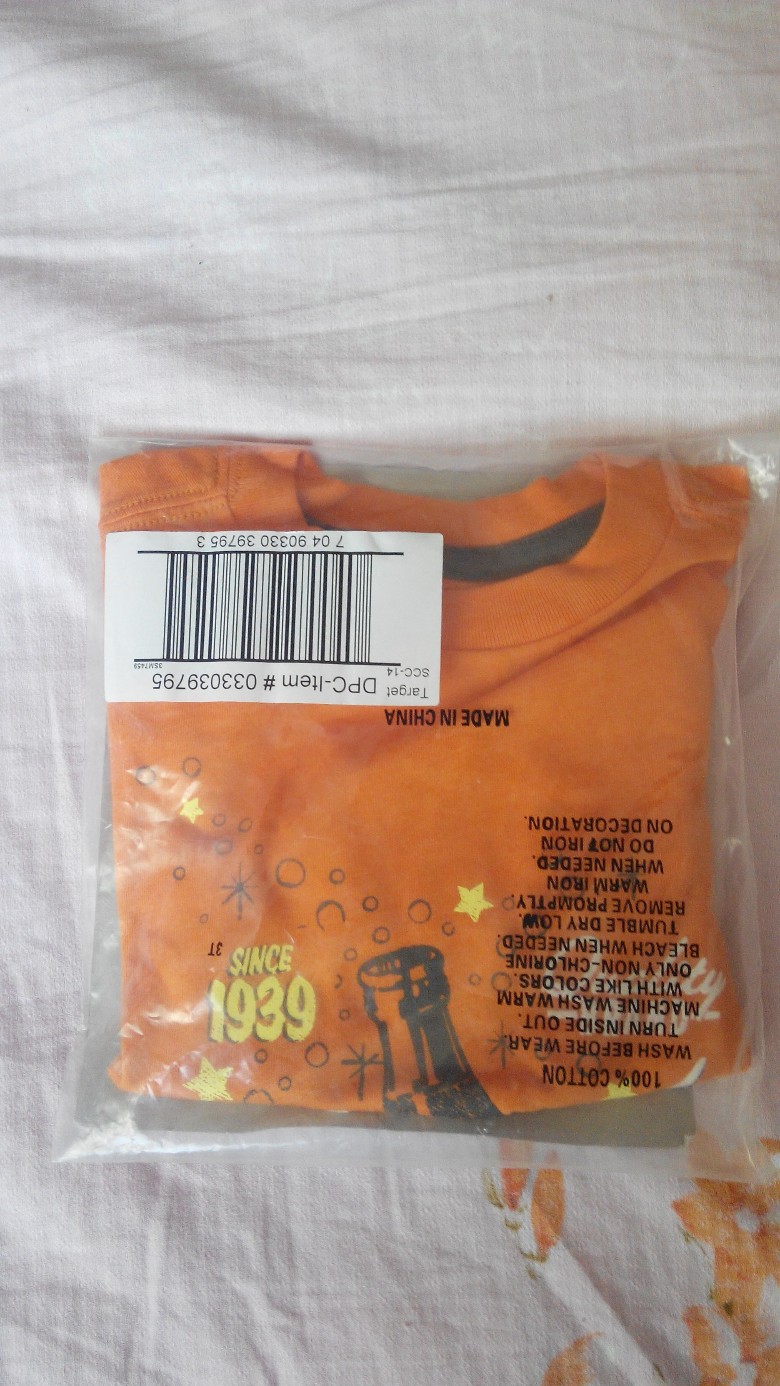 Target DPC-Item # 033039795
SCC-14
3SM7459
7 04 90330 39795 3
MADE IN CHINA
100% COTTON
WASH BEFORE WEAR.
TURN INSIDE OUT.
MACHINE WASH WARM
WITH LIKE COLORS.
ONLY NON-CHLORINE
BLEACH WHEN NEEDED.
TUMBLE DRY LOW.
REMOVE PROMPTLY.
WARM IRON
WHEN NEEDED.
DO NOT IRON
ON DECORATION.
3T
SINCE
1939